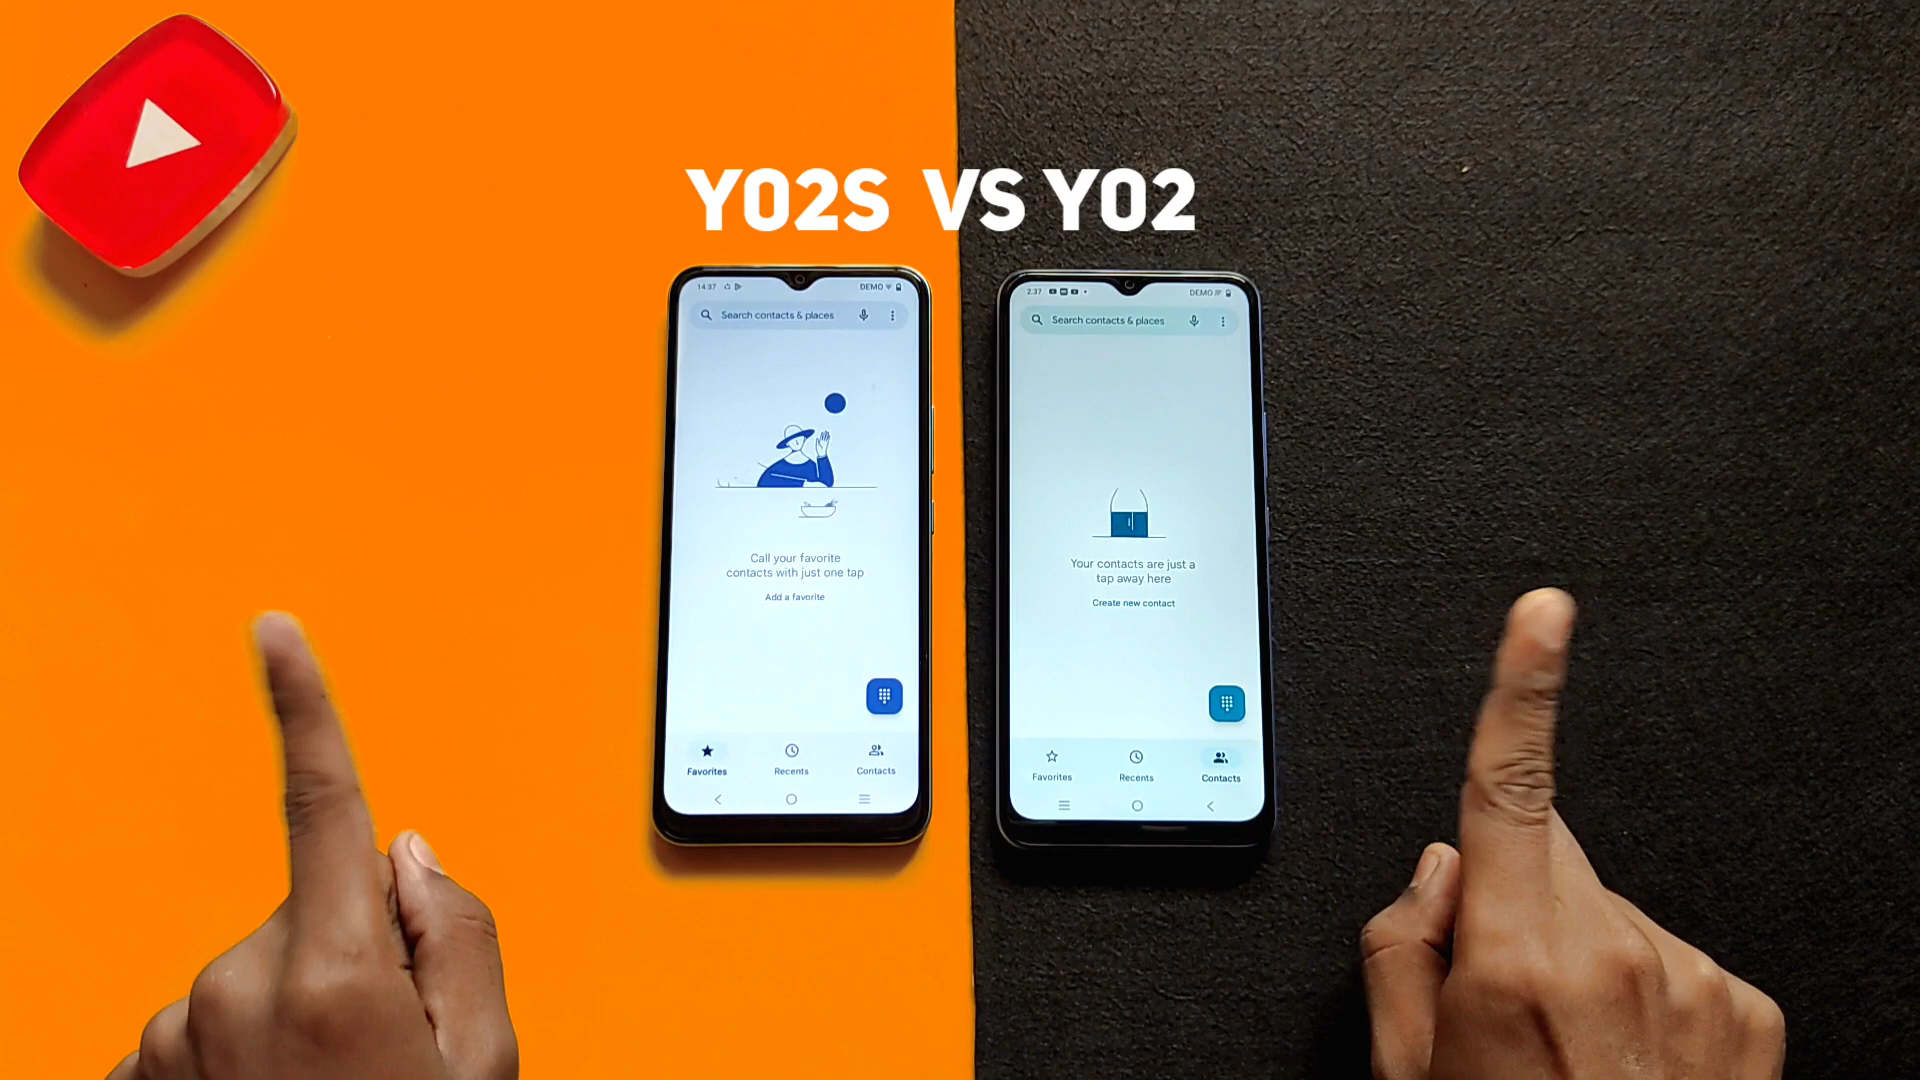 Y02S VS Y02
14:37
DEMO
Search contacts & places
Call your favorite
contacts with just one tap
Add a favorite
Favorites
Recents
Contacts
2:37
DEMO
Search contacts & places
Your contacts are just a
tap away here
Create new contact
Favorites
Recents
Contacts